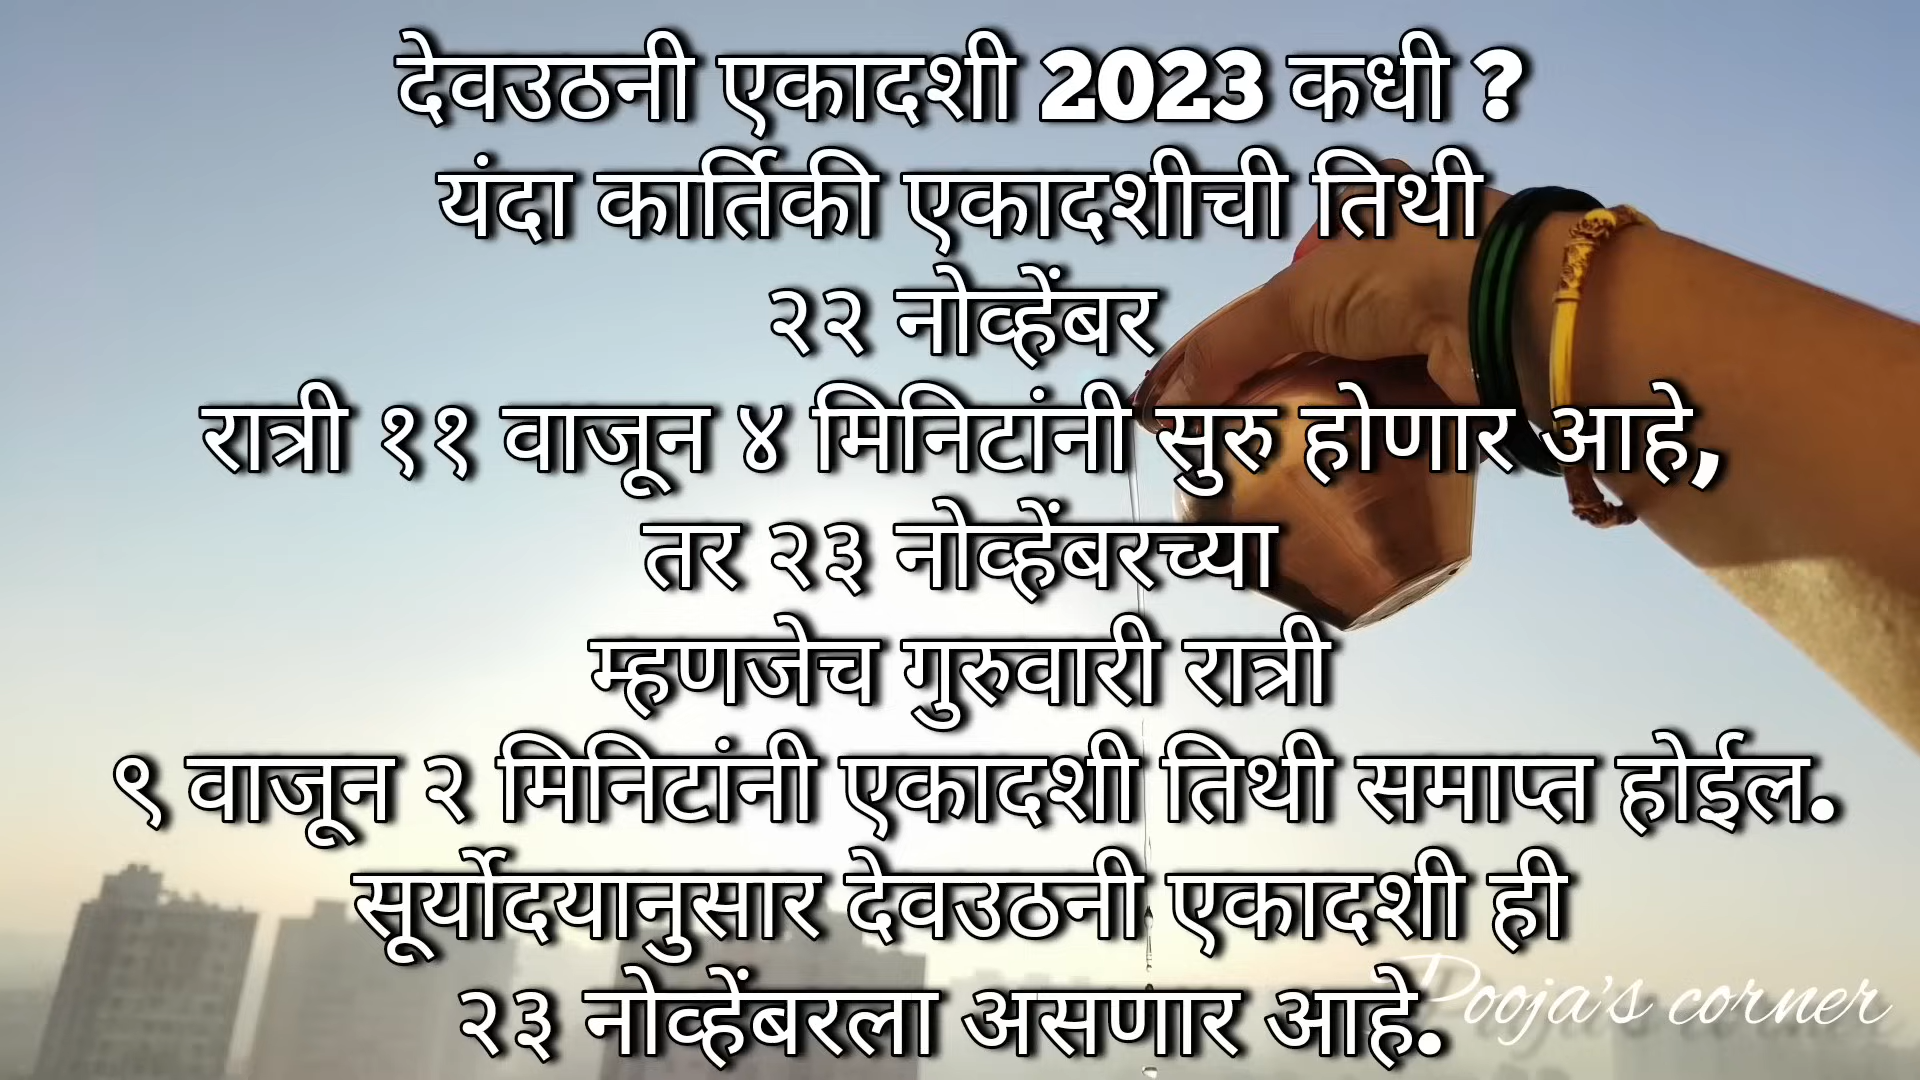 देवउठनी एकादशी 2023 कधी ?
यंदा कार्तिकी एकादशीची तिथी
२२ नोव्हेंबर
रात्री ११ वाजून ४ मिनिटांनी सुरु होणार आहे,
तर २३ नोव्हेंबरच्या
म्हणजेच गुरुवारी रात्री
९ वाजून २ मिनिटांनी एकादशी तिथी समाप्त होईल.
सूर्योदयानुसार देवउठनी एकादशी ही
२३ नोव्हेंबरला असणार आहे.
Pooja's corner